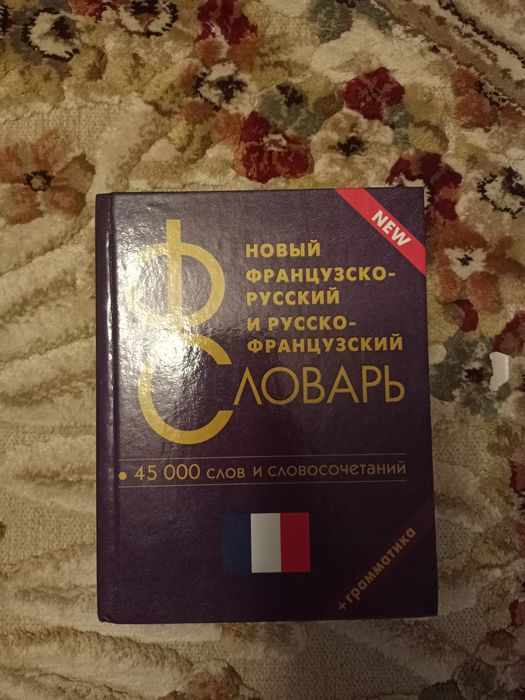 NEW
Ф
НОВЫЙ
ФРАНЦУЗСКО-
РУССКИЙ
И РУССКО-
ФРАНЦУЗСКИЙ
СЛОВАРЬ
• 45 000 СЛОВ И СЛОВОСОЧЕТАНИЙ
+грамматика